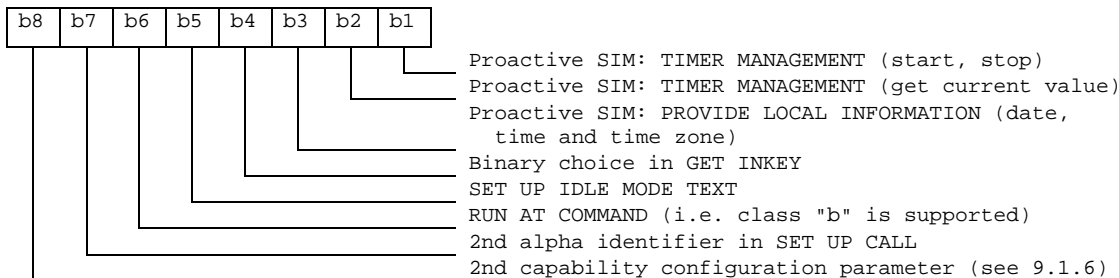 b8 b7 b6 b5 b4 b3 b2 b1
Proactive SIM: TIMER MANAGEMENT (start, stop)
Proactive SIM: TIMER MANAGEMENT (get current value)
Proactive SIM: PROVIDE LOCAL INFORMATION (date,
time and time zone)
Binary choice in GET INKEY
SET UP IDLE MODE TEXT
RUN AT COMMAND (i.e. class "b" is supported)
2nd alpha identifier in SET UP CALL
2nd capability configuration parameter (see 9.1.6)